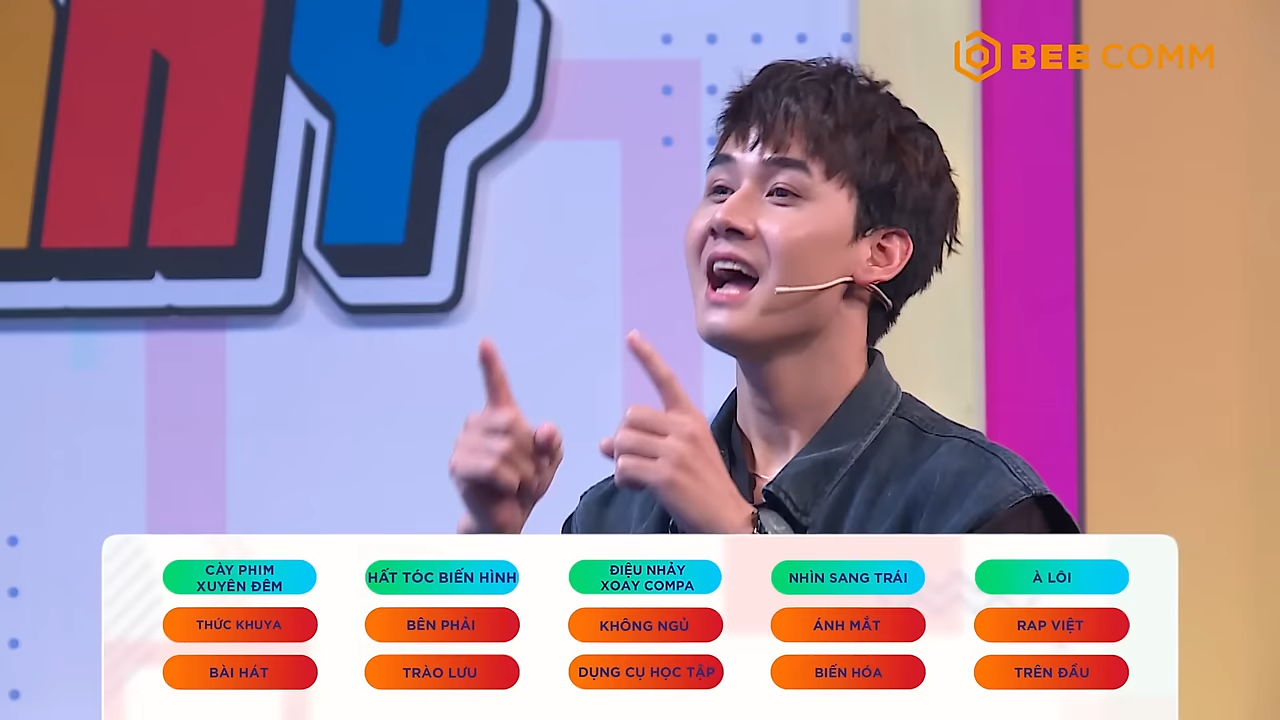 NY
BEE COMM
CÀY PHIM
XUYÊN ĐÊM
HẤT TÓC BIẾN HÌNH
ĐIỆU NHẢY
XOAY COMPA
NHÌN SANG TRÁI
À LÔI
THỨC KHUYA
BÊN PHẢI
KHÔNG NGỦ
ÁNH MẮT
RAP VIỆT
BÀI HÁT
TRÀO LƯU
DỤNG CỤ HỌC TẬP
BIẾN HÓA
TRÊN ĐẦU